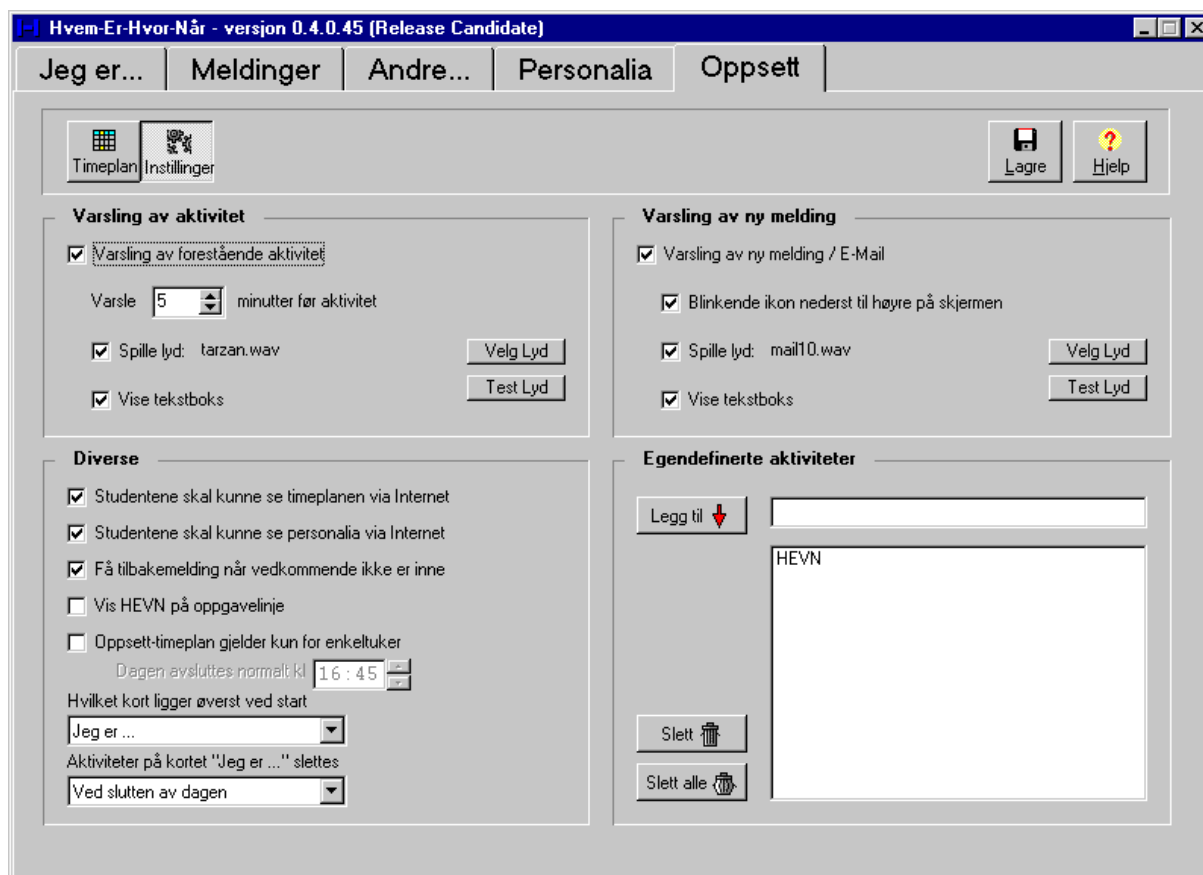 Hvem-Er-Hvor-Når - versjon 0.4.0.45 (Release Candidate)
Jeg er... Meldinger Andre... Personalia Oppsett
Timeplan Instillinger Lagre Hjelp
Varsling av aktivitet
Varsling av forestående aktivitet
Varsle 5 minutter før aktivitet
Spille lyd: tarzan.wav Velg Lyd
Test Lyd
Vise tekstboks
Varsling av ny melding
Varsling av ny melding / E-Mail
Blinkende ikon nederst til høyre på skjermen
Spille lyd: mail10.wav Velg Lyd
Test Lyd
Vise tekstboks
Diverse
Studentene skal kunne se timeplanen via Internet
Studentene skal kunne se personalia via Internet
Få tilbakemelding når vedkommende ikke er inne
Vis HEVN på oppgavelinje
Oppsett-timeplan gjelder kun for enkeltuker
Dagen avsluttes normalt kl 16:45
Hvilket kort ligger øverst ved start
Jeg er ...
Aktiviteter på kortet "Jeg er ..." slettes
Ved slutten av dagen
Egendefinerte aktiviteter
Legg til
HEVN
Slett
Slett alle